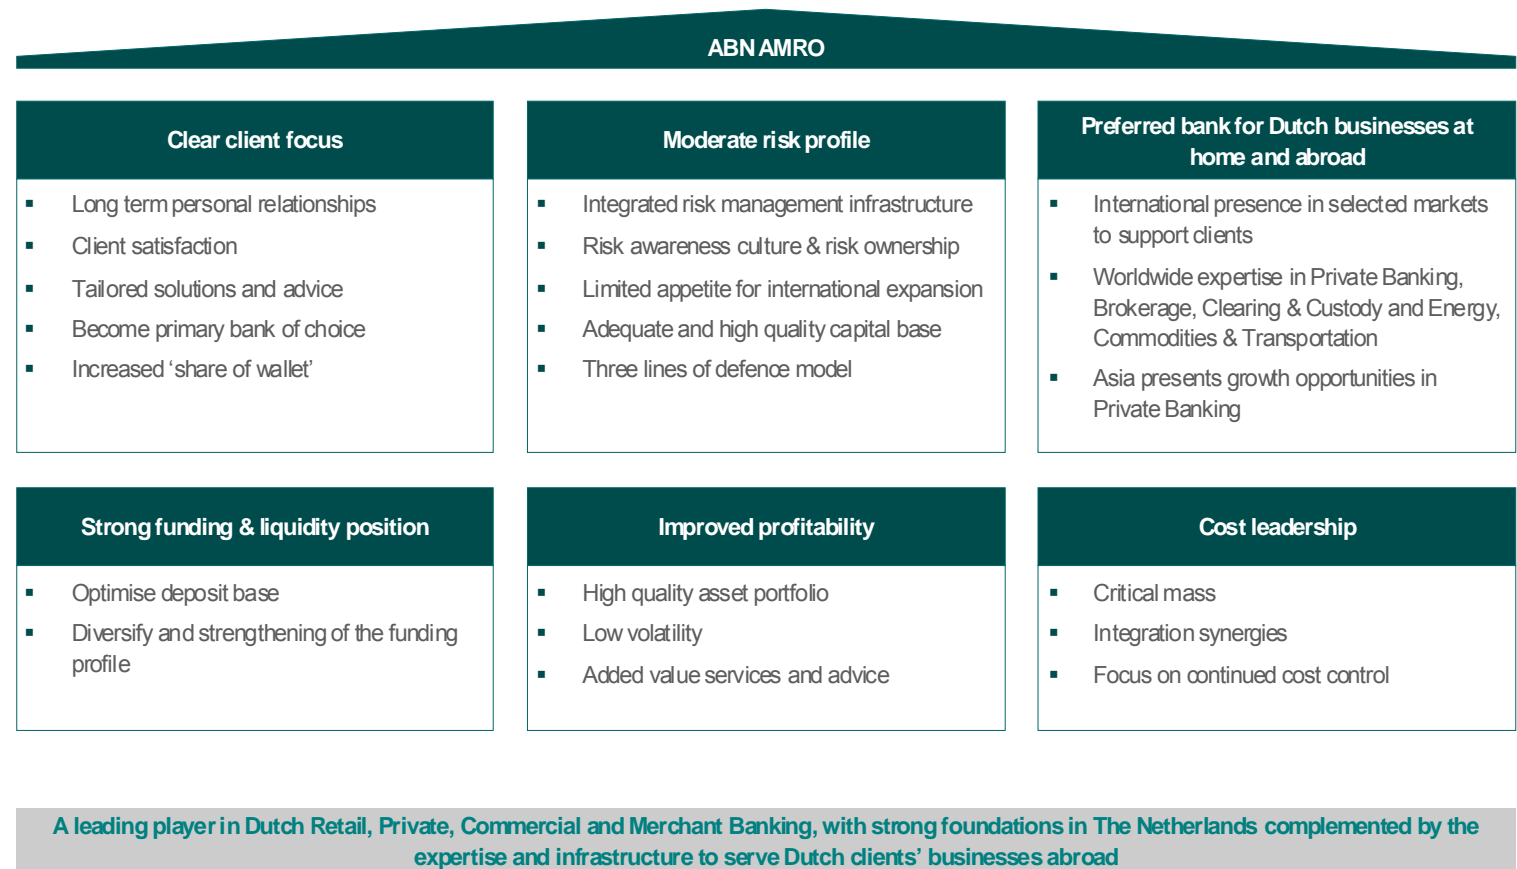 ABN AMRO
Clear client focus
▪ Long term personal relationships
▪ Client satisfaction
▪ Tailored solutions and advice
▪ Become primary bank of choice
▪ Increased ‘share of wallet’
Moderate risk profile
▪ Integrated risk management infrastructure
▪ Risk awareness culture & risk ownership
▪ Limited appetite for international expansion
▪ Adequate and high quality capital base
▪ Three lines of defence model
Preferred bank for Dutch businesses at
home and abroad
▪ International presence in selected markets
to support clients
▪ Worldwide expertise in Private Banking,
Brokerage, Clearing & Custody and Energy,
Commodities & Transportation
▪ Asia presents growth opportunities in
Private Banking
Strong funding & liquidity position
▪ Optimise deposit base
▪ Diversify and strengthening of the funding
profile
Improved profitability
▪ High quality asset portfolio
▪ Low volatility
▪ Added value services and advice
Cost leadership
▪ Critical mass
▪ Integration synergies
▪ Focus on continued cost control
A leading player in Dutch Retail, Private, Commercial and Merchant Banking, with strong foundations in The Netherlands complemented by the
expertise and infrastructure to serve Dutch clients’ businesses abroad